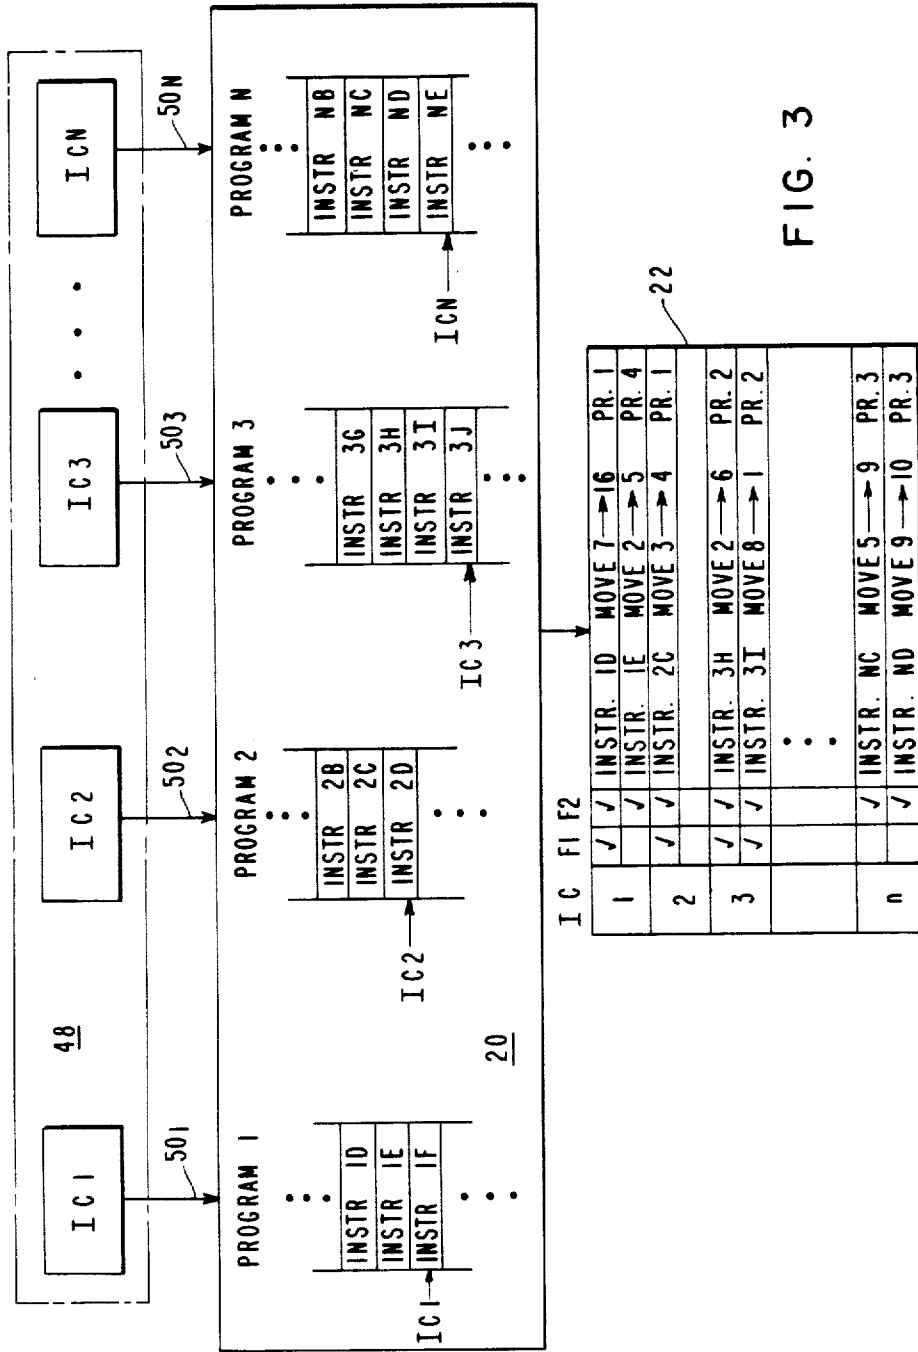 48
IC1
IC2
IC3
• • •
ICN
501
502
503
50N
20
PROGRAM 1
• • •
INSTR 1D
INSTR 1E
INSTR 1F
• • •
IC1
PROGRAM 2
• • •
INSTR 2B
INSTR 2C
INSTR 2D
• • •
IC2
PROGRAM 3
• • •
INSTR 3G
INSTR 3H
INSTR 3I
INSTR 3J
• • •
IC3
PROGRAM N
• • •
INSTR NB
INSTR NC
INSTR ND
INSTR NE
• • •
ICN
22
IC F1 F2
1 ✓ ✓ INSTR. 1D MOVE 7→16 PR. 1
✓ INSTR. 1E MOVE 2→5 PR. 4
2 ✓ ✓ INSTR. 2C MOVE 3→4 PR. 1
3 ✓ ✓ INSTR. 3H MOVE 2→6 PR. 2
✓ ✓ INSTR. 3I MOVE 8→1 PR. 2
• • •
n ✓ INSTR. NC MOVE 5→9 PR. 3
✓ ✓ INSTR. ND MOVE 9→10 PR. 3
FIG. 3